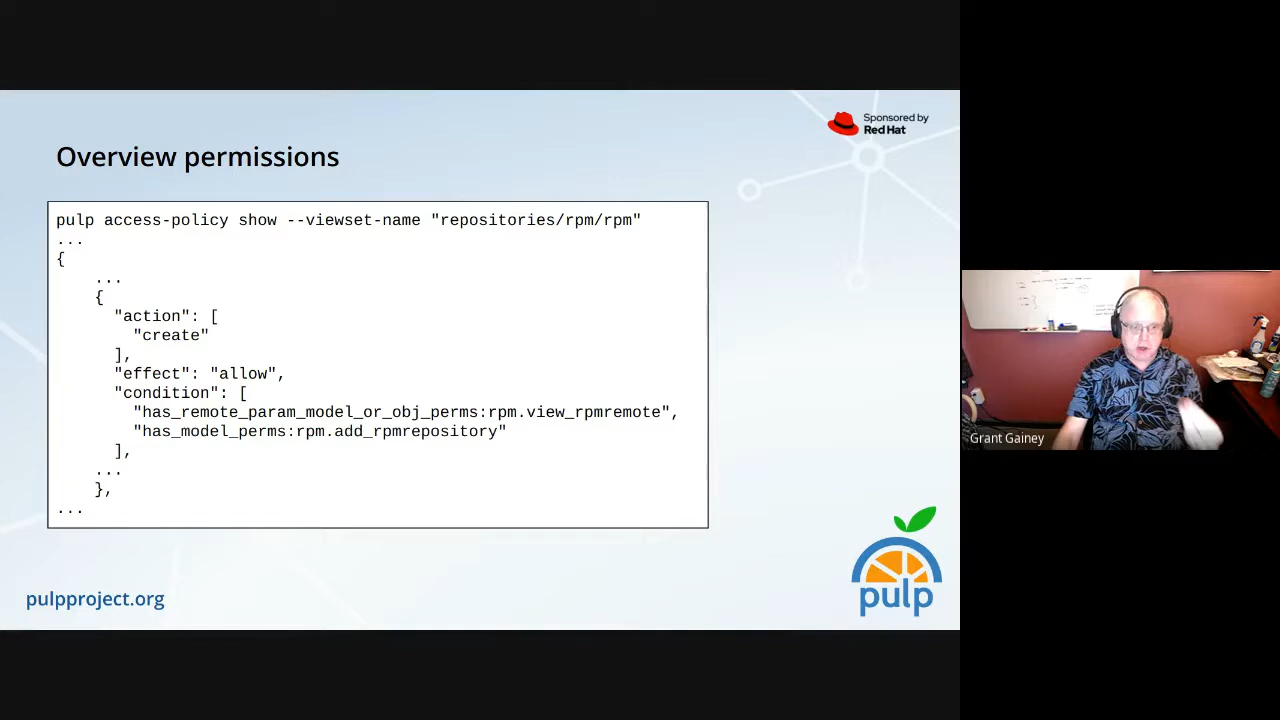 Sponsored by
Red Hat
Overview permissions
pulp access-policy show --viewset-name "repositories/rpm/rpm"
...
{
...
{
"action": [
"create"
],
"effect": "allow",
"condition": [
"has_remote_param_model_or_obj_perms:rpm.view_rpmremote",
"has_model_perms:rpm.add_rpmrepository"
],
...
},
...
Grant Gainey
pulpproject.org
pulp